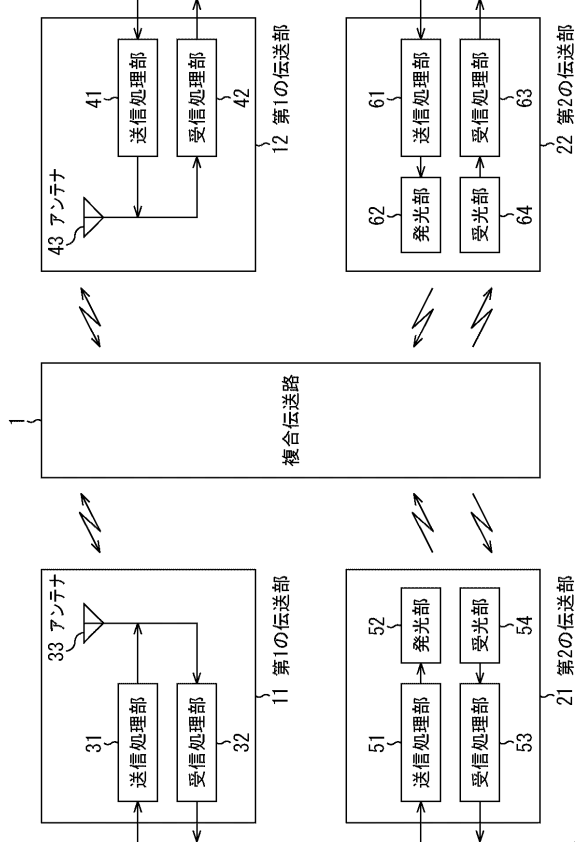 33 アンテナ
31
送信処理部
32
受信処理部
11 第1の伝送部
51
送信処理部
52
発光部
53
受信処理部
54
受光部
21 第2の伝送部
1
複合伝送路
43 アンテナ
41
送信処理部
42
受信処理部
12 第1の伝送部
61
送信処理部
62
発光部
63
受信処理部
64
受光部
22 第2の伝送部